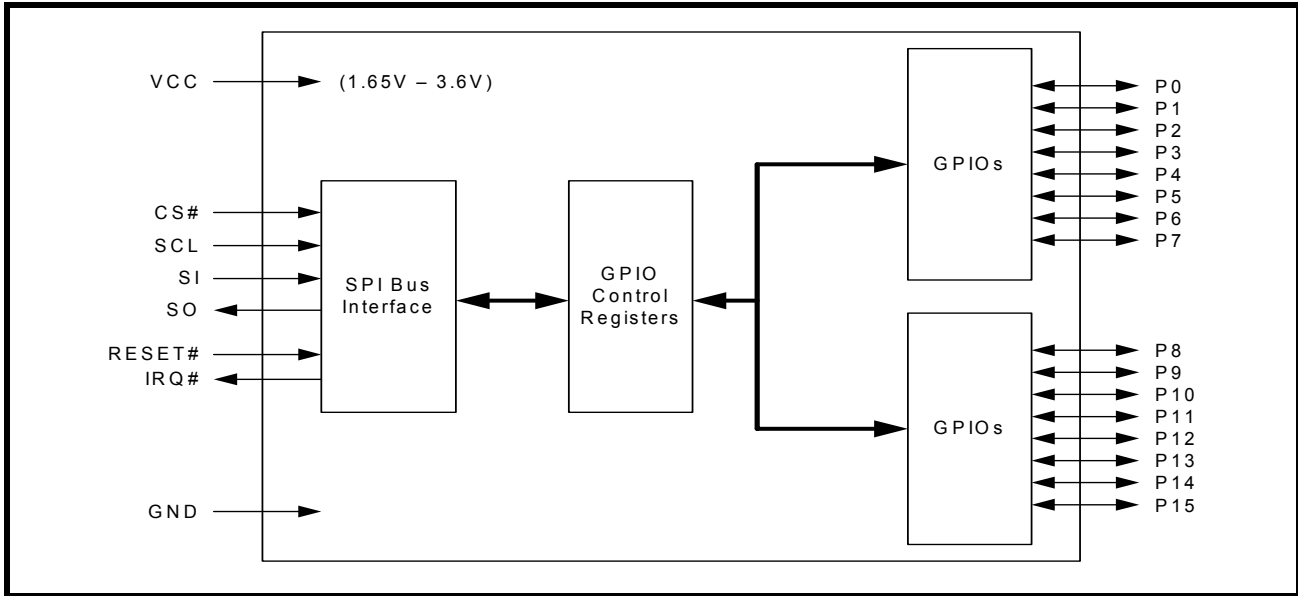 VCC
(1.65V – 3.6V)
CS#
SCL
SI
SO
RESET#
IRQ#
GND
SPI Bus
Interface
GPIO
Control
Registers
GPIOs
P0
P1
P2
P3
P4
P5
P6
P7
GPIOs
P8
P9
P10
P11
P12
P13
P14
P15